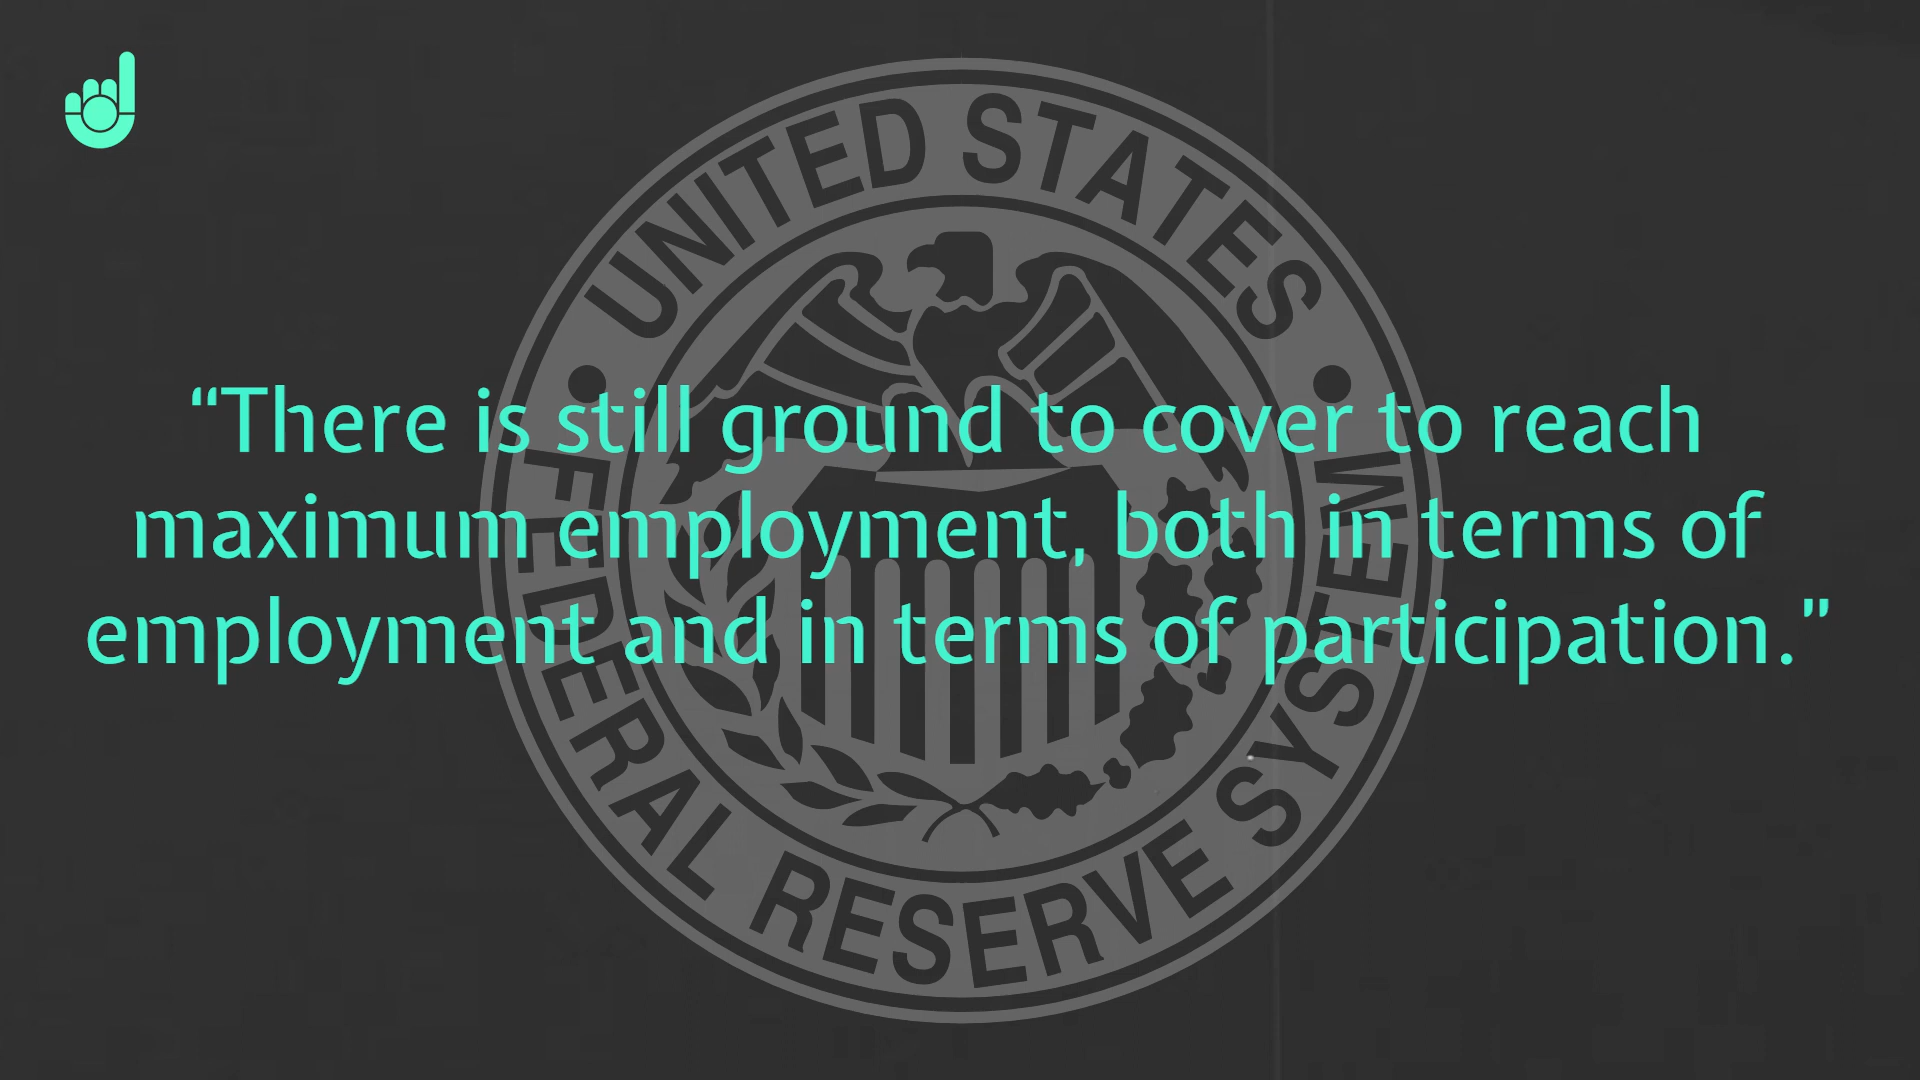 UNITED STATES
“There is still ground to cover to reach
maximum employment, both in terms of
employment and in terms of participation.”
FEDERAL RESERVE SYSTEM